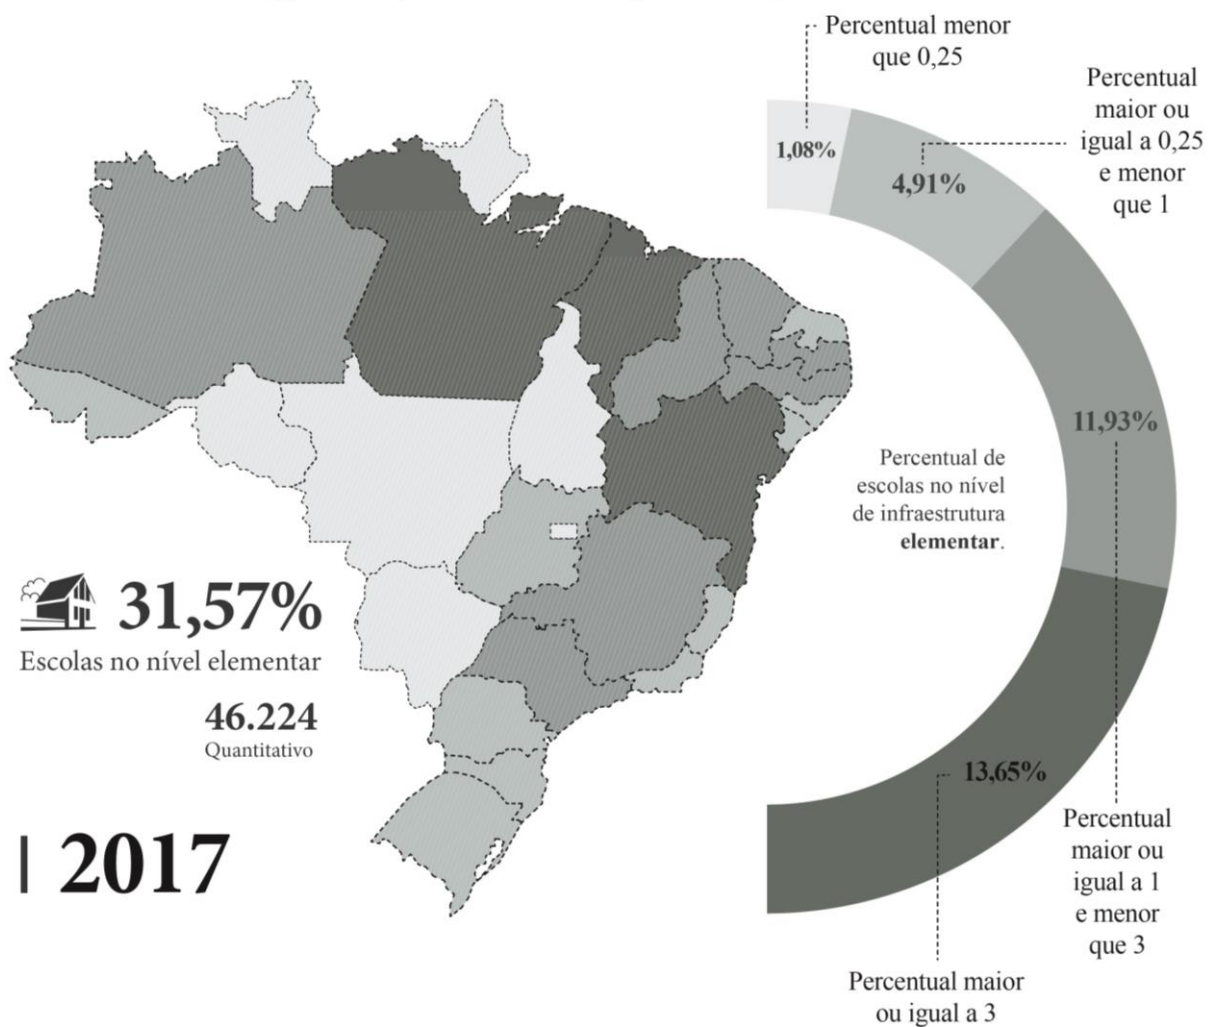 Percentual menor
que 0,25
Percentual
maior ou
igual a 0,25
e menor
que 1
1,08%
4,91%
11,93%
Percentual de
escolas no nível
de infraestrutura
elementar.
31,57%
Escolas no nível elementar
46.224
Quantitativo
13,65%
2017
Percentual
maior ou
igual a 1
e menor
que 3
Percentual maior
ou igual a 3